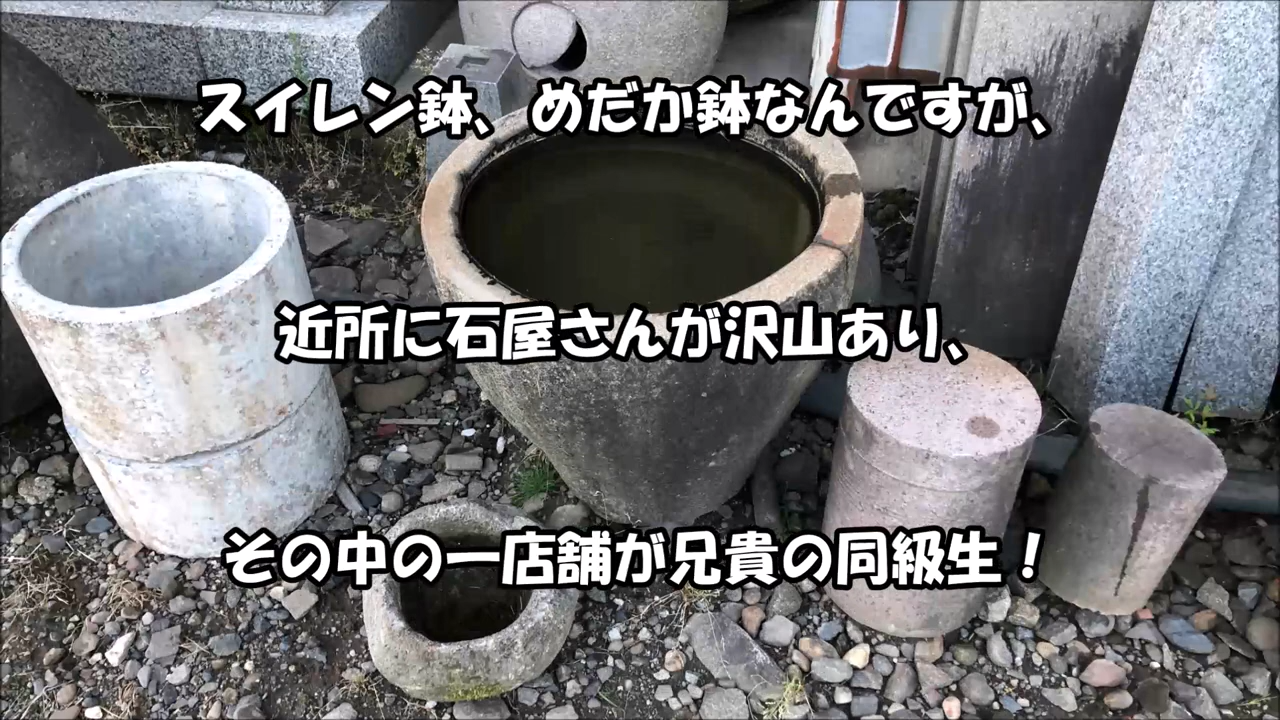 スイレン鉢、めだか鉢なんですが、
近所に石屋さんが沢山あり、
その中の一店舗が兄貴の同級生！